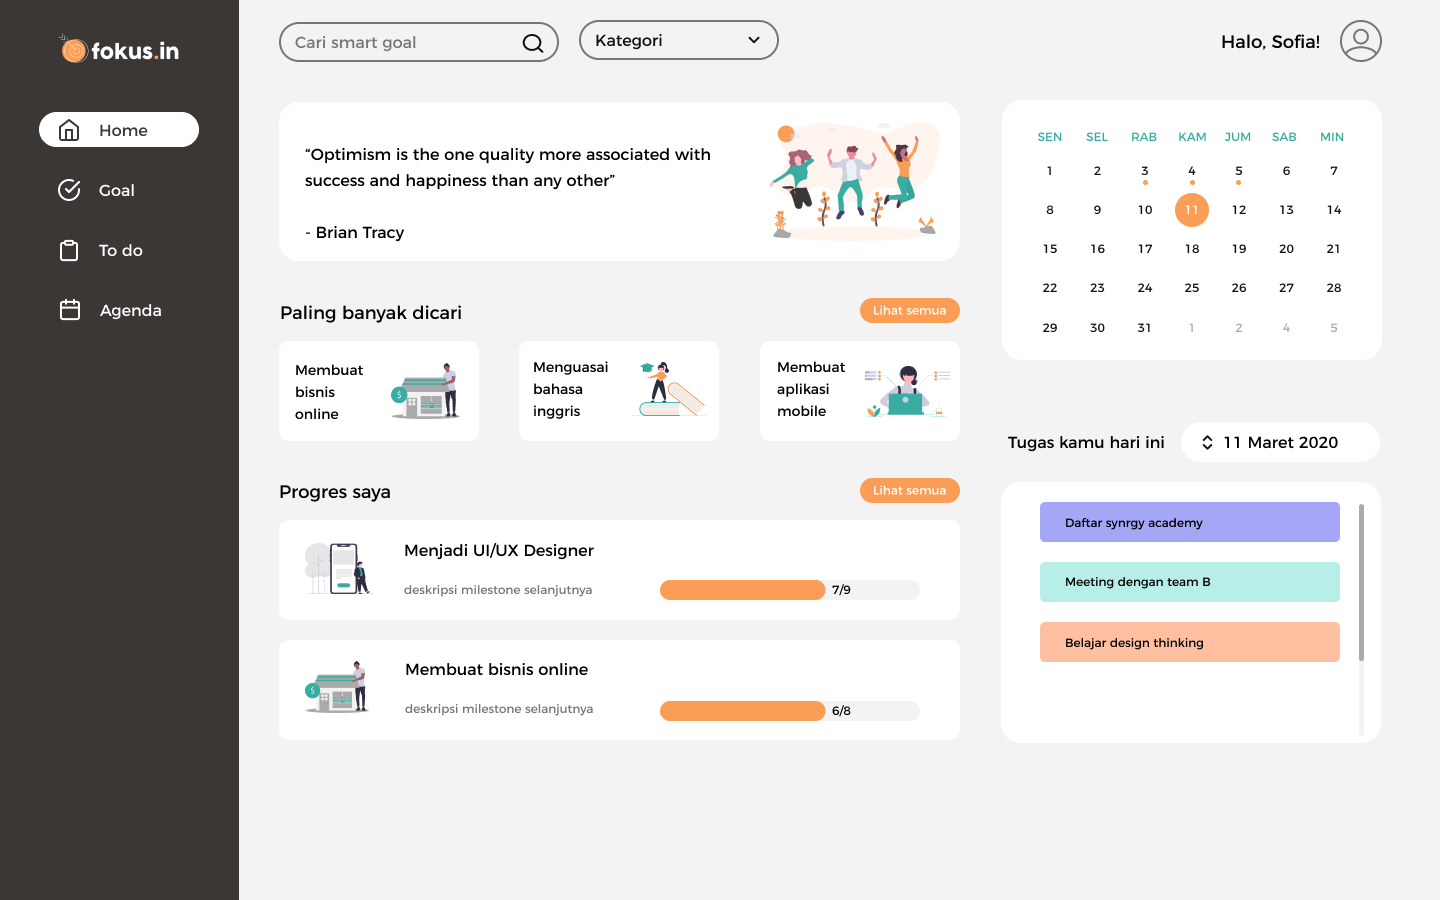 fokus.in
Home
Goal
To do
Agenda
Cari smart goal
Kategori
Halo, Sofia!
“Optimism is the one quality more associated with
success and happiness than any other”
- Brian Tracy
Paling banyak dicari
Lihat semua
Membuat
bisnis
online
$
Menguasai
bahasa
inggris
Membuat
aplikasi
mobile
Progres saya
Lihat semua
Menjadi UI/UX Designer
deskripsi milestone selanjutnya
7/9
$
Membuat bisnis online
deskripsi milestone selanjutnya
6/8
SEN SEL RAB KAM JUM SAB MIN
1 2 3 4 5 6 7
8 9 10 11 12 13 14
15 16 17 18 19 20 21
22 23 24 25 26 27 28
29 30 31 1 2 4 5
Tugas kamu hari ini
11 Maret 2020
Daftar synrgy academy
Meeting dengan team B
Belajar design thinking